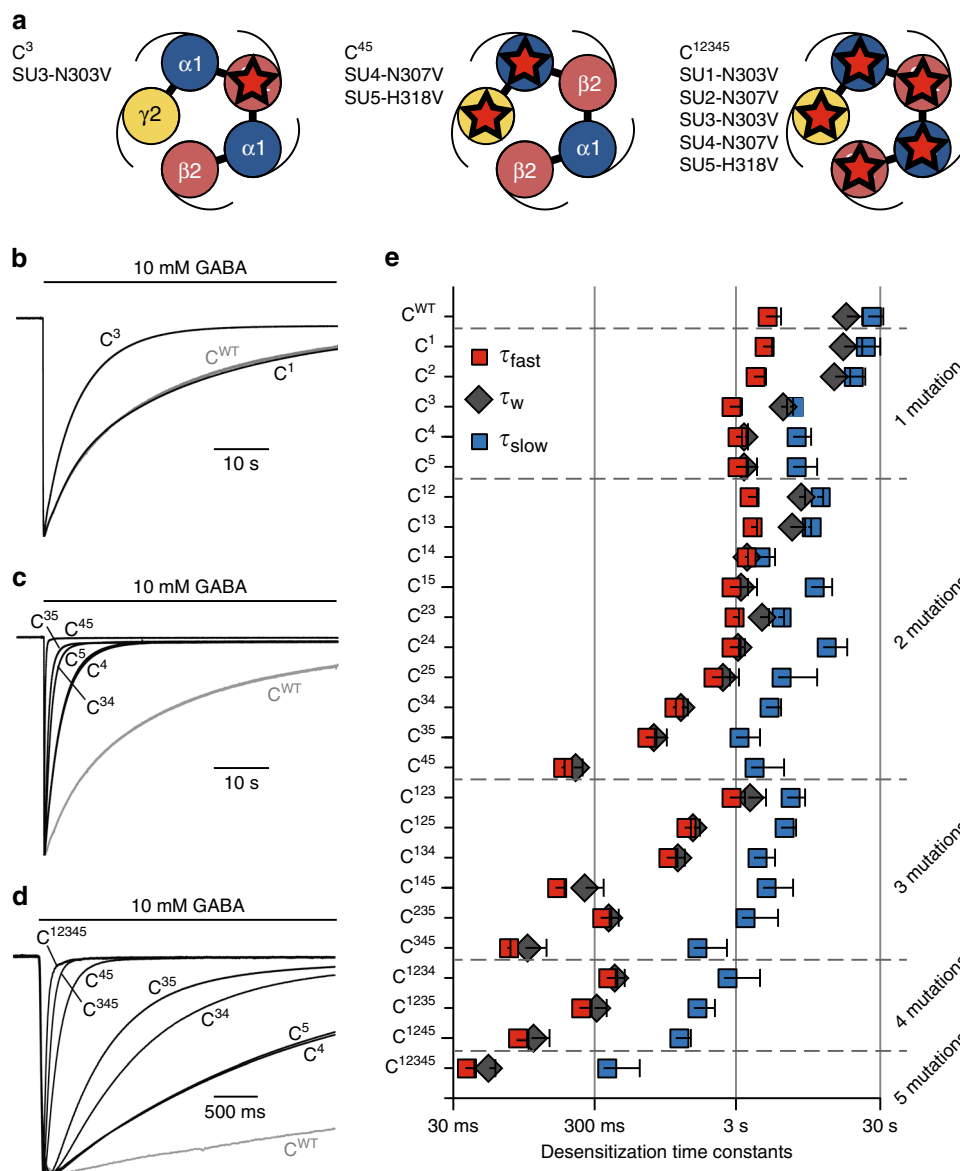 a
C3
SU3-N303V
α1
γ2
α1
β2
C45
SU4-N307V
SU5-H318V
β2
α1
β2
C12345
SU1-N303V
SU2-N307V
SU3-N303V
SU4-N307V
SU5-H318V
b
10 mM GABA
C3
CWT
C1
10 s
c
10 mM GABA
C35
C45
C5
C4
C34
CWT
10 s
d
10 mM GABA
C12345
C345
C45
C35
C34
C5
C4
500 ms
CWT
e
τfast
τw
τslow
CWT
C1
C2
C3
C4
C5
C12
C13
C14
C15
C23
C24
C25
C34
C35
C45
C123
C125
C134
C145
C235
C345
C1234
C1235
C1245
C12345
1 mutation
2 mutations
3 mutations
4 mutations
5 mutations
30 ms
300 ms
3 s
30 s
Desensitization time constants